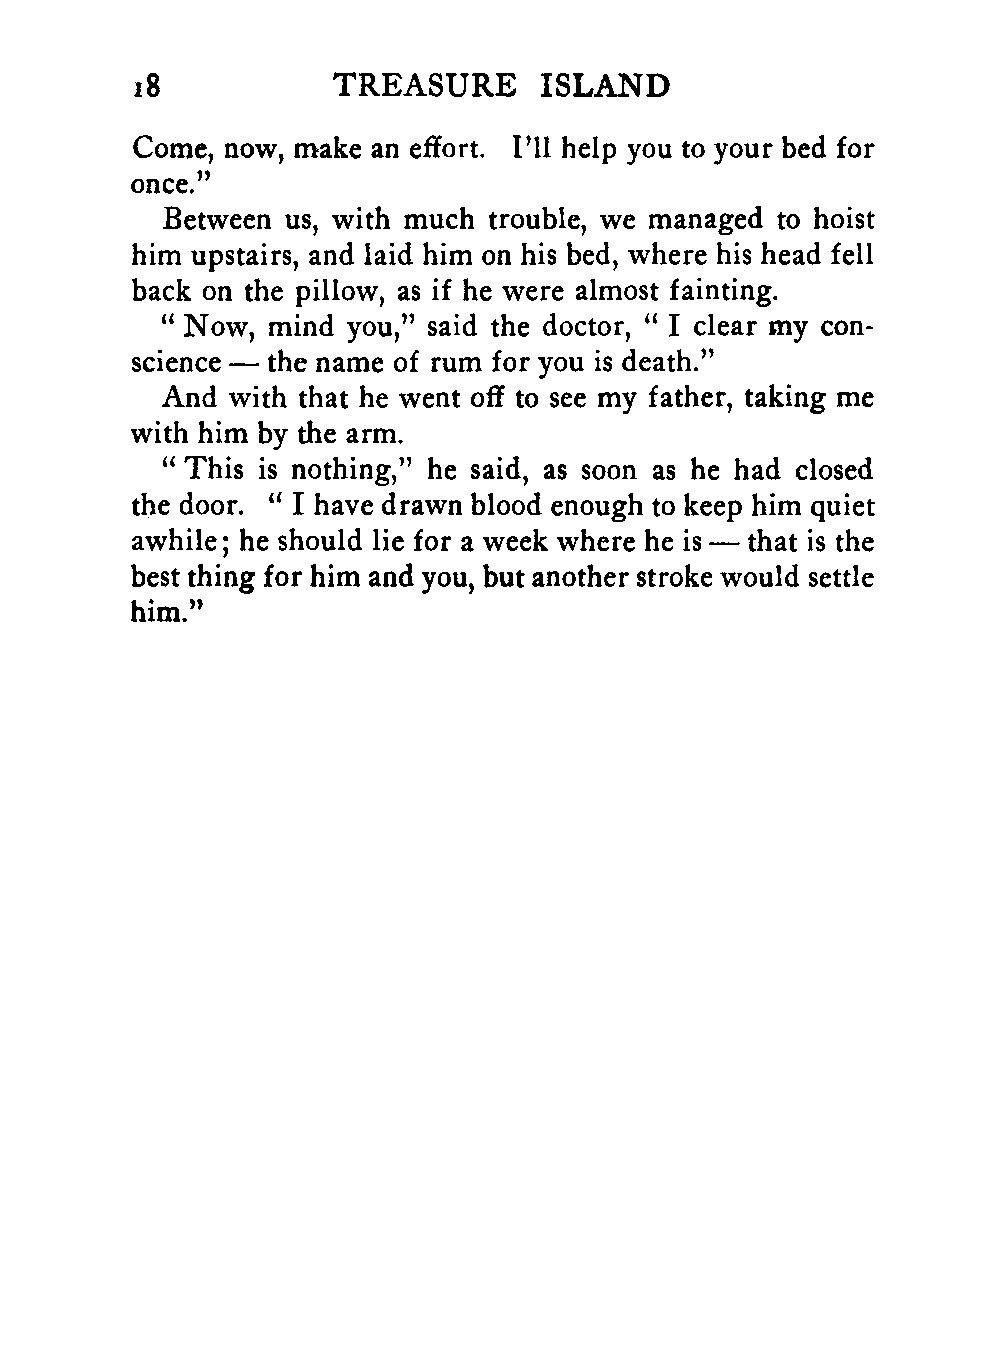 18 TREASURE ISLAND
Come, now, make an effort. I’ll help you to your bed for
once.”
Between us, with much trouble, we managed to hoist
him upstairs, and laid him on his bed, where his head fell
back on the pillow, as if he were almost fainting.
“ Now, mind you,” said the doctor, “ I clear my con-
science — the name of rum for you is death.”
And with that he went off to see my father, taking me
with him by the arm.
“ This is nothing,” he said, as soon as he had closed
the door. “ I have drawn blood enough to keep him quiet
awhile; he should lie for a week where he is — that is the
best thing for him and you, but another stroke would settle
him.”